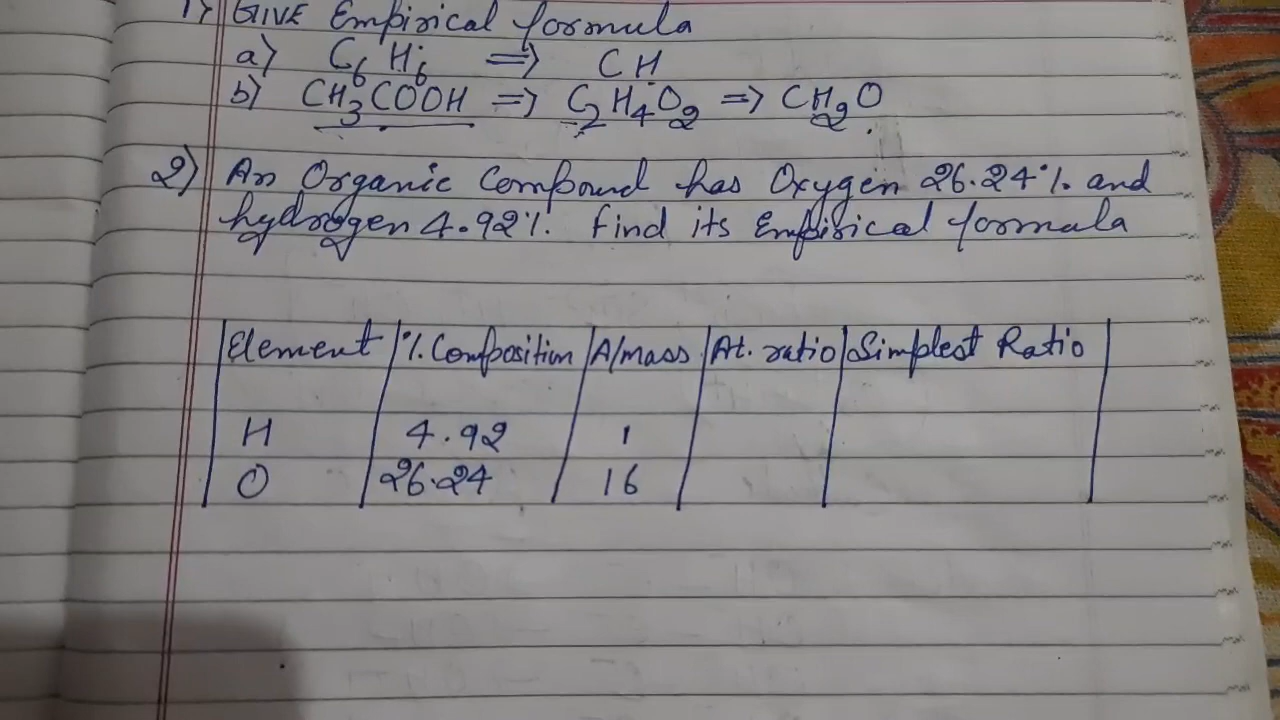 1) GIVE Empirical formula
a) C6H6 => CH
b) CH3COOH => C2H4O2 => CH2O
2) An Organic Compound has Oxygen 26.24% and
hydrogen 4.92%. Find its Empirical formula
Element % Composition A/mass At. ratio Simplest Ratio
H 4.92 1
O 26.24 16